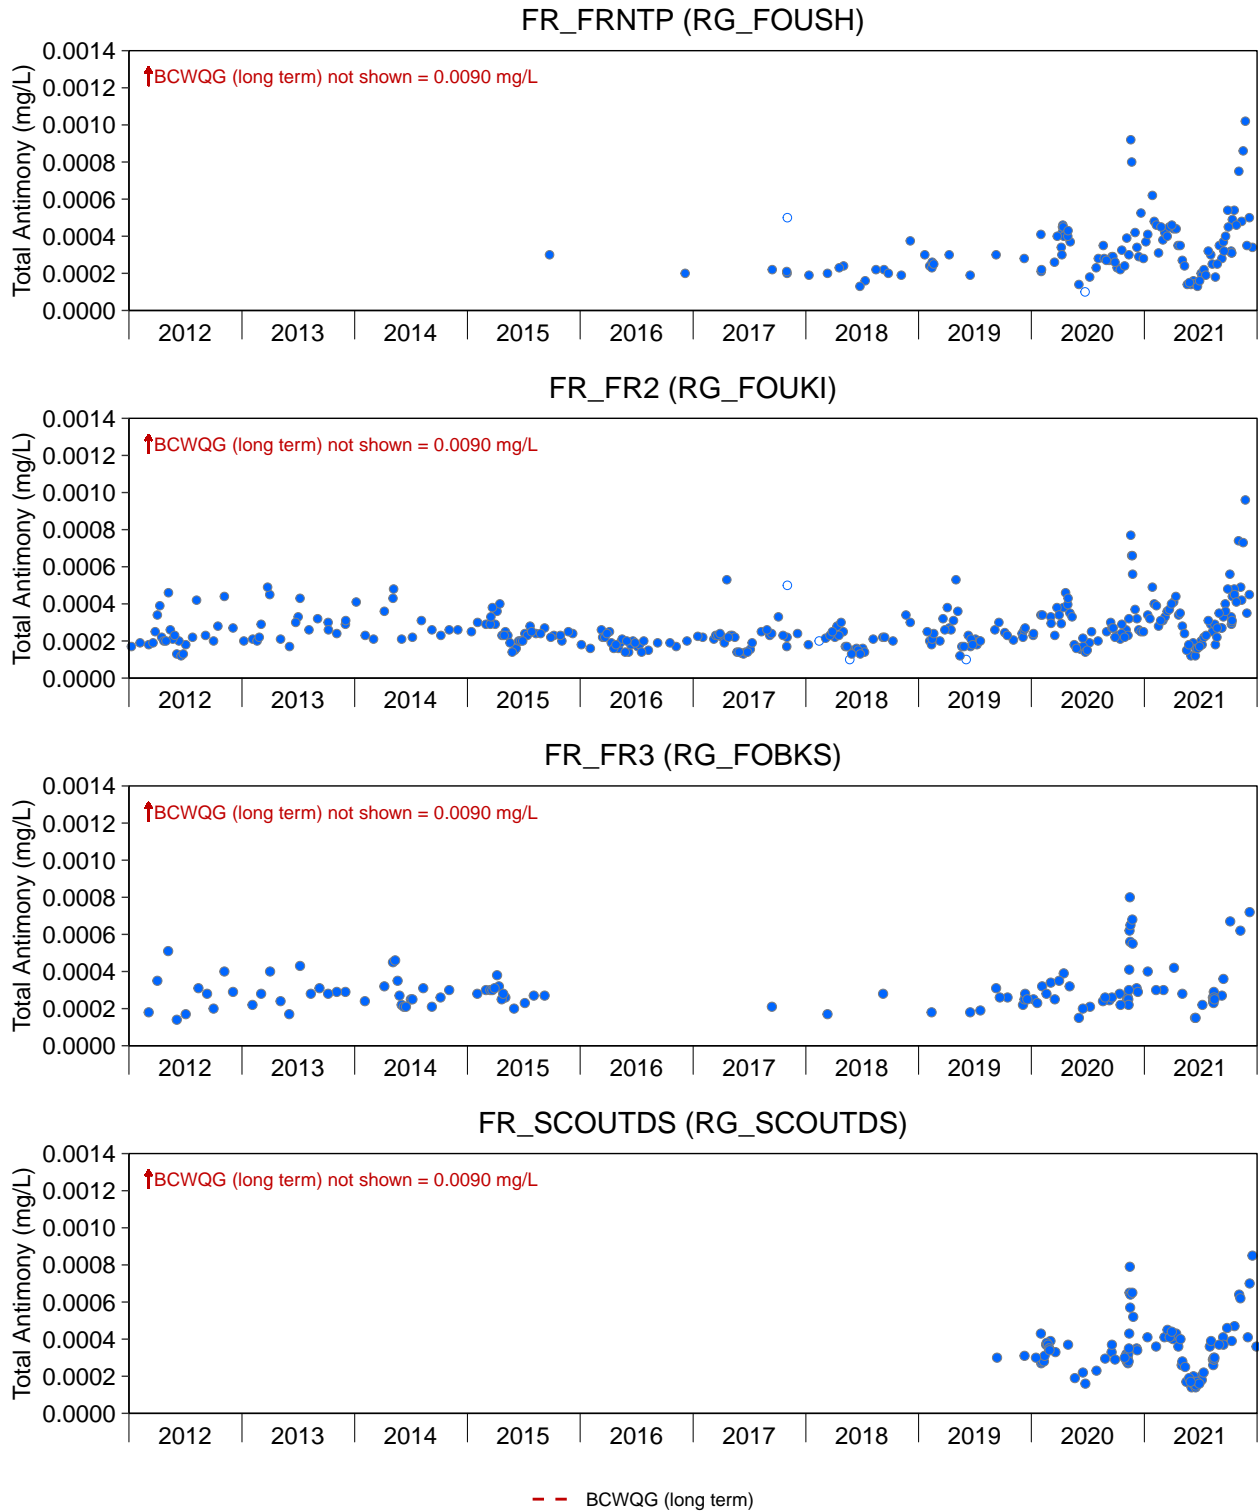 FR_FRNTP (RG_FOUSH)
Total Antimony (mg/L)
0.0014
0.0012
0.0010
0.0008
0.0006
0.0004
0.0002
0.0000
BCWQG (long term) not shown = 0.0090 mg/L
2012 2013 2014 2015 2016 2017 2018 2019 2020 2021
FR_FR2 (RG_FOUKI)
Total Antimony (mg/L)
0.0014
0.0012
0.0010
0.0008
0.0006
0.0004
0.0002
0.0000
BCWQG (long term) not shown = 0.0090 mg/L
2012 2013 2014 2015 2016 2017 2018 2019 2020 2021
FR_FR3 (RG_FOBKS)
Total Antimony (mg/L)
0.0014
0.0012
0.0010
0.0008
0.0006
0.0004
0.0002
0.0000
BCWQG (long term) not shown = 0.0090 mg/L
2012 2013 2014 2015 2016 2017 2018 2019 2020 2021
FR_SCOUTDS (RG_SCOUTDS)
Total Antimony (mg/L)
0.0014
0.0012
0.0010
0.0008
0.0006
0.0004
0.0002
0.0000
BCWQG (long term) not shown = 0.0090 mg/L
2012 2013 2014 2015 2016 2017 2018 2019 2020 2021
BCWQG (long term)